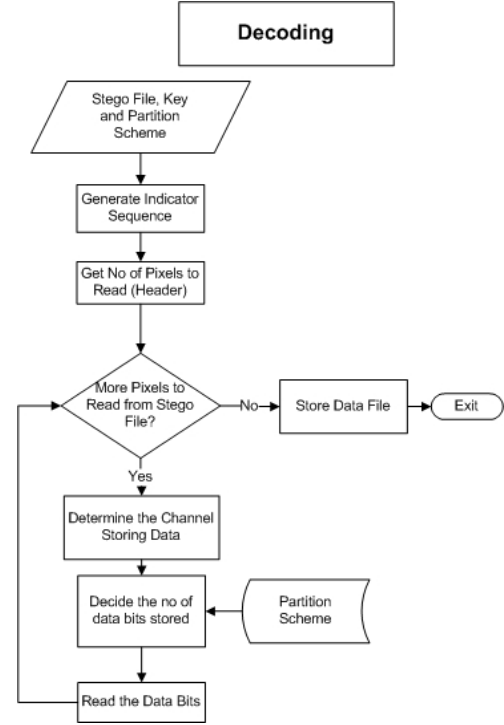 Decoding
Stego File, Key
and Partition
Scheme
Generate Indicator
Sequence
Get No of Pixels to
Read (Header)
More Pixels to
Read from Stego
File?
No
Store Data File
Exit
Yes
Determine the Channel
Storing Data
Decide the no of
data bits stored
Partition
Scheme
Read the Data Bits